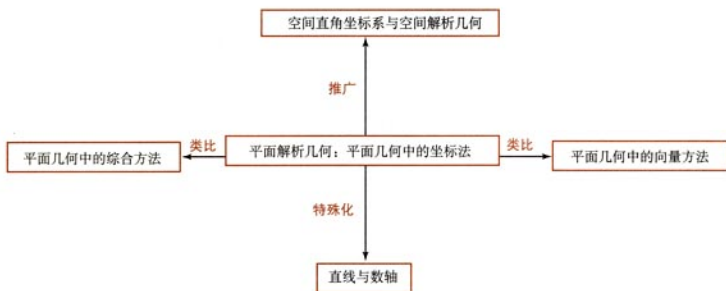 空间直角坐标系与空间解析几何
推广
平面几何中的综合方法
类比
平面解析几何：平面几何中的坐标法
类比
平面几何中的向量方法
特殊化
直线与数轴